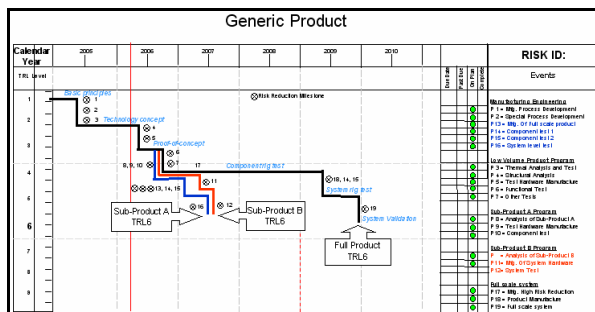 Generic Product
Calendar Year
2005 2006 2007 2008 2009 2010
TRL Level
Due Date
Past Due
On Plan
Complete
RISK ID:
Events
1
2
3
4
5
6
7
8
9
Basic principles
1
2
3
Technology concept
4
5
Proof-of-concept
6
7
8, 9, 10
17
Component rig test
11
13, 14, 15
18, 14, 15
System rig test
16
12
19
System Validation
Risk Reduction Milestone
Sub-Product A
TRL6
Sub-Product B
TRL6
Full Product
TRL6
Manufacturing Engineering
F 1 = Mfg. Process Development
F 2 = Special Process Development
F13 = Mfg. Of Full scale product
F14 = Component test 1
F15 = Component test 2
F16 = System level test
Low Volume Product Program
F 3 = Thermal Analysis and Test
F 4 = Structural Analysis
F 5 = Test Hardware Manufacture
F 6 = Functional Test
F 7 = Other Tests
Sub-Product A Program
F 8 = Analysis of Sub-Product A
F 9 = Test Hardware Manufacture
F10 = Component test
Sub-Product B Program
F = Analysis of Sub-Product B
F11 = Mfg. Of System Hardware
F12 = System Test
Full scale system
F17 = Mfg. High Risk Reduction
F18 = Product Manufacture
F19 = Full scale system